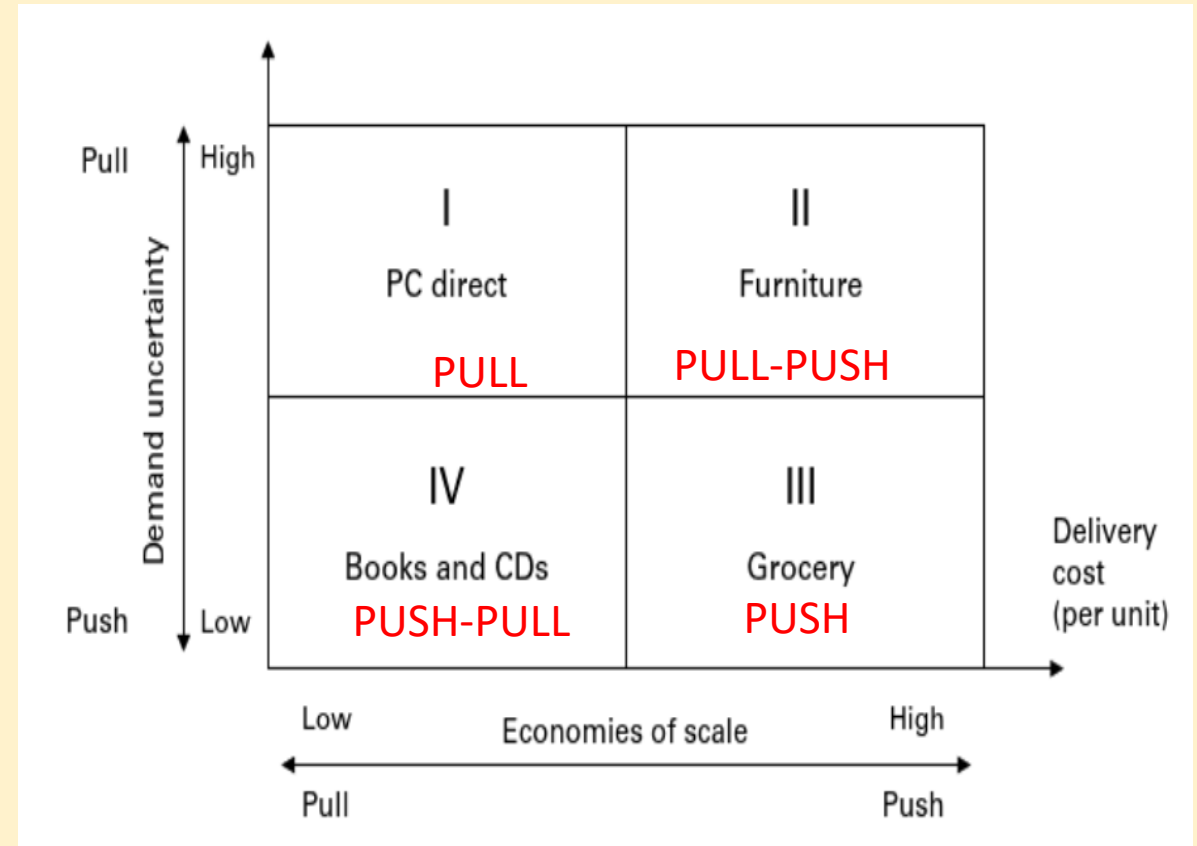 Pull
High
Demand uncertainty
Push
Low
I
PC direct
PULL
II
Furniture
PULL-PUSH
IV
Books and CDs
PUSH-PULL
III
Grocery
PUSH
Delivery
cost
(per unit)
Low
Economies of scale
High
Pull
Push